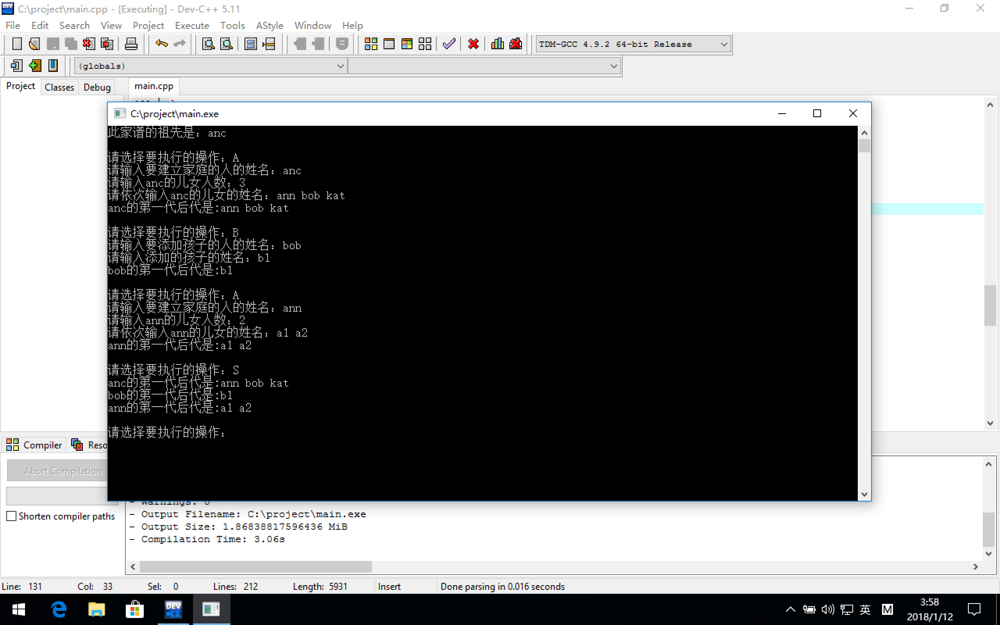 C:\project\main.cpp - [Executing] - Dev-C++ 5.11
File Edit Search View Project Execute Tools AStyle Window Help
TDM-GCC 4.9.2 64-bit Release
(globals)
Project Classes Debug main.cpp
C:\project\main.exe
此家谱的祖先是：anc
请选择要执行的操作：A
请输入要建立家庭的人的姓名：anc
请输入anc的儿女人数：3
请依次输入anc的儿女的姓名：ann bob kat
anc的第一代后代是:ann bob kat
请选择要执行的操作：B
请输入要添加孩子的人的姓名：bob
请输入添加的孩子的姓名：b1
bob的第一代后代是:b1
请选择要执行的操作：A
请输入要建立家庭的人的姓名：ann
请输入ann的儿女人数：2
请依次输入ann的儿女的姓名：a1 a2
ann的第一代后代是:a1 a2
请选择要执行的操作：S
anc的第一代后代是:ann bob kat
bob的第一代后代是:b1
ann的第一代后代是:a1 a2
请选择要执行的操作：
Compiler Reso
Abort Compilation
Shorten compiler paths
- Warnings: 0
- Output Filename: C:\project\main.exe
- Output Size: 1.86838817596436 MiB
- Compilation Time: 3.06s
Line: 131 Col: 33 Sel: 0 Lines: 212 Length: 5931 Insert Done parsing in 0.016 seconds
DEV C++
英 M
3:58
2018/1/12